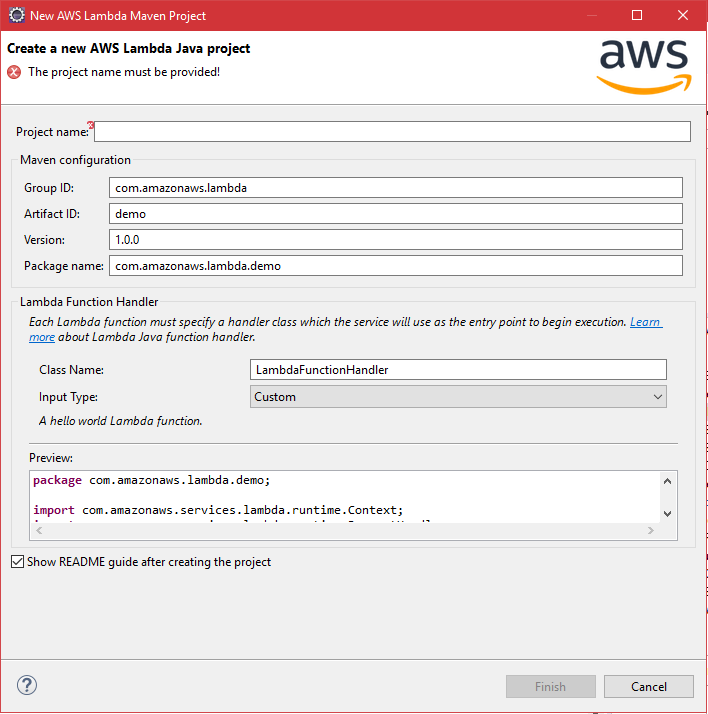 New AWS Lambda Maven Project
Create a new AWS Lambda Java project
The project name must be provided!
aws
Project name:
Maven configuration
Group ID: com.amazonaws.lambda
Artifact ID: demo
Version: 1.0.0
Package name: com.amazonaws.lambda.demo
Lambda Function Handler
Each Lambda function must specify a handler class which the service will use as the entry point to begin execution. Learn
more about Lambda Java function handler.
Class Name: LambdaFunctionHandler
Input Type: Custom
A hello world Lambda function.
Preview:
package com.amazonaws.lambda.demo;
import com.amazonaws.services.lambda.runtime.Context;
Show README guide after creating the project
? Finish Cancel